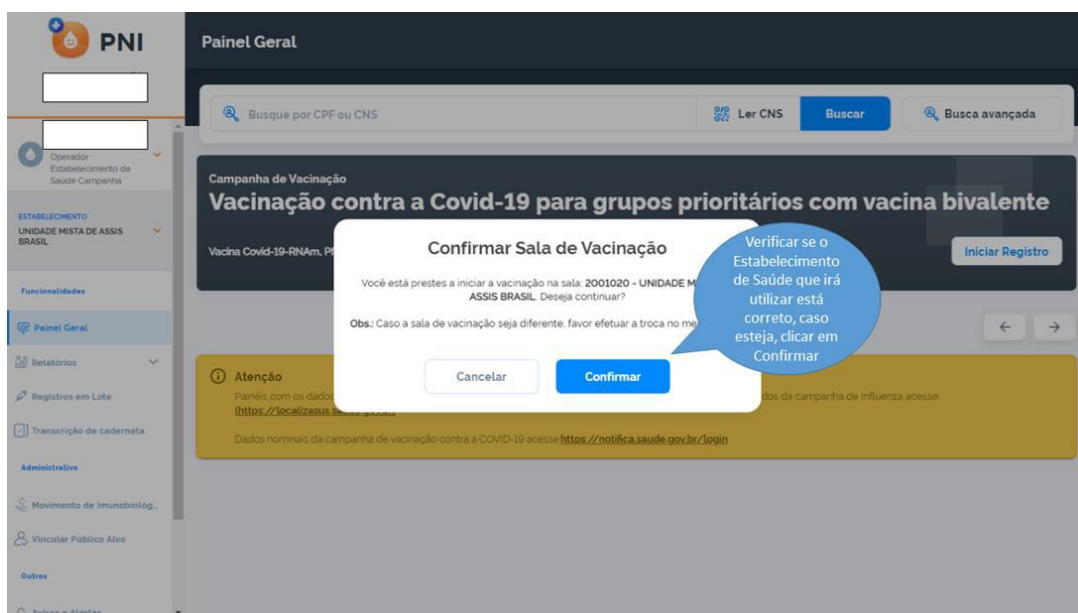 PNI
Painel Geral
Busque por CPF ou CNS
Ler CNS
Buscar
Busca avançada
Operador
Estabelecimento de
Saúde Campanha
ESTABELECIMENTO
UNIDADE MISTA DE ASSIS
BRASIL
Funcionalidades
Painel Geral
Relatórios
Registros em Lote
Transcrição de caderneta
Administrativo
Movimento de Imunobiológ..
Vincular Público Alvo
Outros
Avisos e Alertas
Campanha de Vacinação
Vacinação contra a Covid-19 para grupos prioritários com vacina bivalente
Vacina Covid-19-RNAm, Pf
Iniciar Registro
Confirmar Sala de Vacinação
Você está prestes a iniciar a vacinação na sala: 2001020 - UNIDADE M
ASSIS BRASIL. Deseja continuar?
Obs.: Caso a sala de vacinação seja diferente, favor efetuar a troca no me
Cancelar
Confirmar
Verificar se o
Estabelecimento
de Saúde que irá
utilizar está
correto, caso
esteja, clicar em
Confirmar
Atenção
Painéis com os dados
dos da campanha de Influenza acesse:
(https://localizasus.sa
Dados nominais da campanha de vacinação contra a COVID-19 acesse https://notifica.saude.gov.br/login